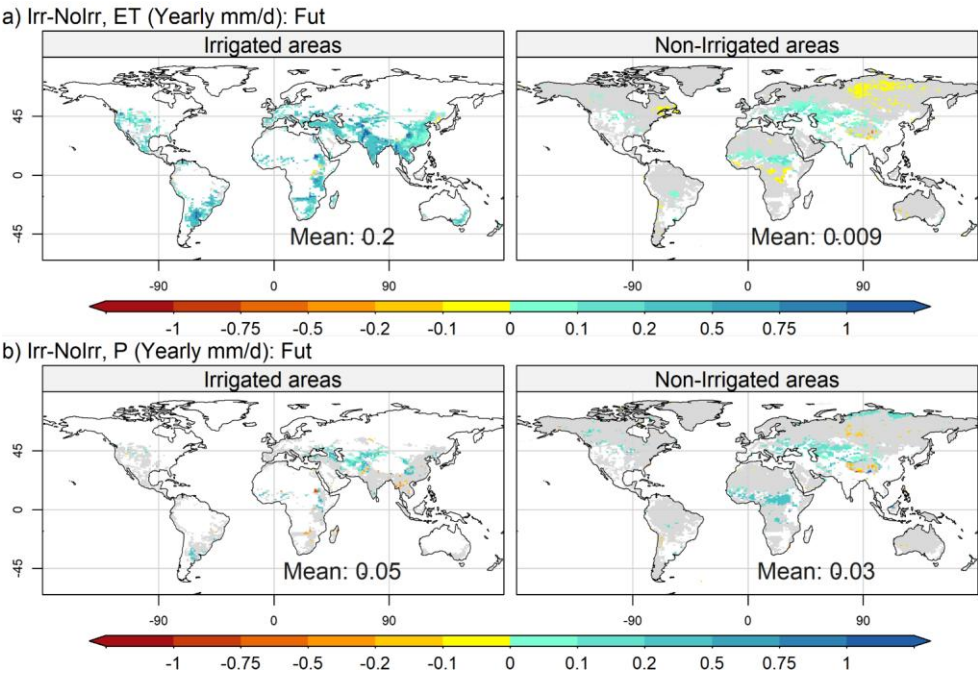 a) Irr-NoIrr, ET (Yearly mm/d): Fut
Irrigated areas Non-Irrigated areas
45
0
-45
Mean: 0.2 Mean: 0.009
-90 0 90 -90 0 90
-1 -0.75 -0.5 -0.2 -0.1 0 0.1 0.2 0.5 0.75 1
b) Irr-NoIrr, P (Yearly mm/d): Fut
Irrigated areas Non-Irrigated areas
45
0
-45
Mean: 0.05 Mean: 0.03
-90 0 90 -90 0 90
-1 -0.75 -0.5 -0.2 -0.1 0 0.1 0.2 0.5 0.75 1